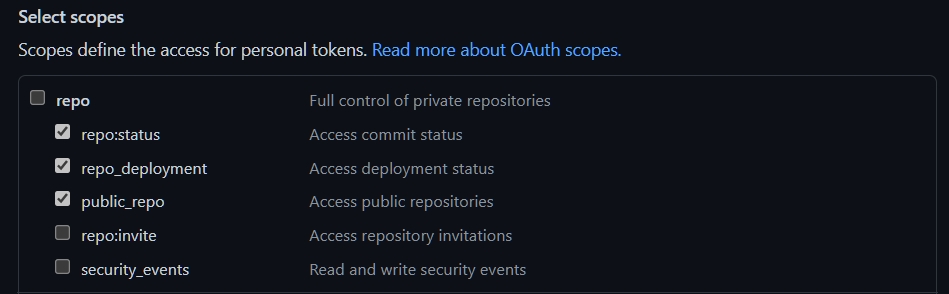 Select scopes
Scopes define the access for personal tokens. Read more about OAuth scopes.
repo Full control of private repositories
repo:status Access commit status
repo_deployment Access deployment status
public_repo Access public repositories
repo:invite Access repository invitations
security_events Read and write security events